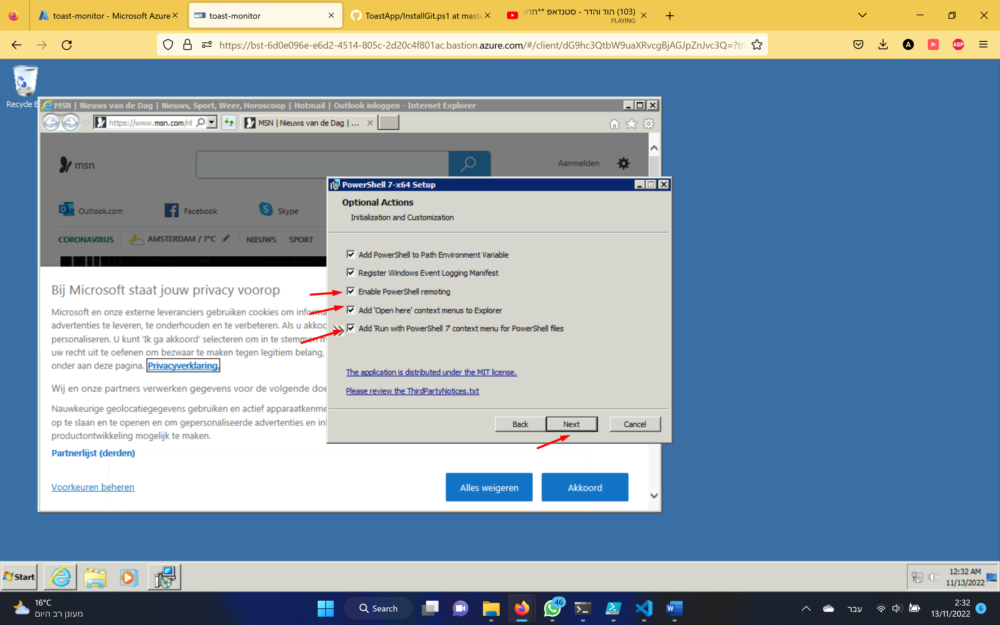 toast-monitor - Microsoft Azure
toast-monitor
ToastApp/InstallGit.ps1 at maste
(103) הוד והדר - סטנדאפ **חדש
PLAYING
https://bst-6d0e096e-e6d2-4514-805c-2d20c4f801ac.bastion.azure.com/#/client/dG9hc3QtbW9uaXRvcgBjAGJpZnJvc3Q=?tru
A
ABP
Recycle B
MSN | Nieuws van de Dag | Nieuws, Sport, Weer, Horoscoop | Hotmail | Outlook inloggen - Internet Explorer
https://www.msn.com/nl
MSN | Nieuws van de Dag | ...
msn
Aanmelden
Outlook.com
Facebook
Skype
CORONAVIRUS
AMSTERDAM / 7°C
NIEUWS
SPORT
Bij Microsoft staat jouw privacy voorop
Microsoft en onze externe leveranciers gebruiken cookies om informa
advertenties te leveren, te onderhouden en te verbeteren. Als u akkoo
personaliseren. U kunt 'Ik ga akkoord' selecteren om in te stemmen m
uw recht uit te oefenen om bezwaar te maken tegen legitiem belang,
onder aan deze pagina. Privacyverklaring.
Wij en onze partners verwerken gegevens voor de volgende doe
Nauwkeurige geolocatiegegevens gebruiken en actief apparaatkenme
op te slaan en te openen en om gepersonaliseerde advertenties en inl
productontwikkeling mogelijk te maken.
Partnerlijst (derden)
Voorkeuren beheren
Alles weigeren
Akkoord
PowerShell 7-x64 Setup
Optional Actions
Initialization and Customization
Add PowerShell to Path Environment Variable
Register Windows Event Logging Manifest
Enable PowerShell remoting
Add 'Open here' context menus to Explorer
Add 'Run with PowerShell 7' context menu for PowerShell files
The application is distributed under the MIT license.
Please review the ThirdPartyNotices.txt
Back
Next
Cancel
Start
12:32 AM
11/13/2022
16°C
מעונן רב היום
Search
46
עבר
2:32
13/11/2022
6